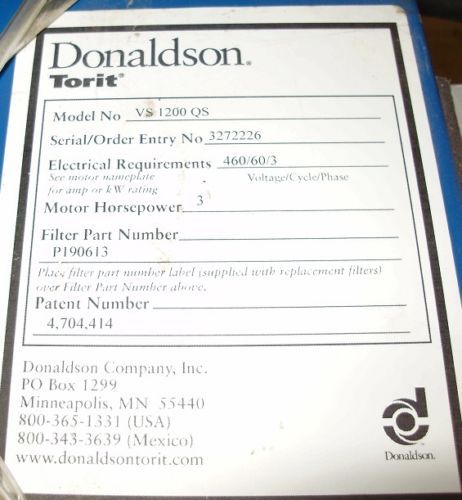 Donaldson®
Torit®
Model No VS 1200 QS
Serial/Order Entry No 3272226
Electrical Requirements 460/60/3
See motor nameplate Voltage/Cycle/Phase
for amp or kW rating
Motor Horsepower 3
Filter Part Number
P190613
Place filter part number label (supplied with replacement filters)
over Filter Part Number above.
Patent Number
4,704,414
Donaldson Company, Inc.
PO Box 1299
Minneapolis, MN 55440
800-365-1331 (USA)
800-343-3639 (Mexico)
www.donaldsontorit.com
Donaldson.